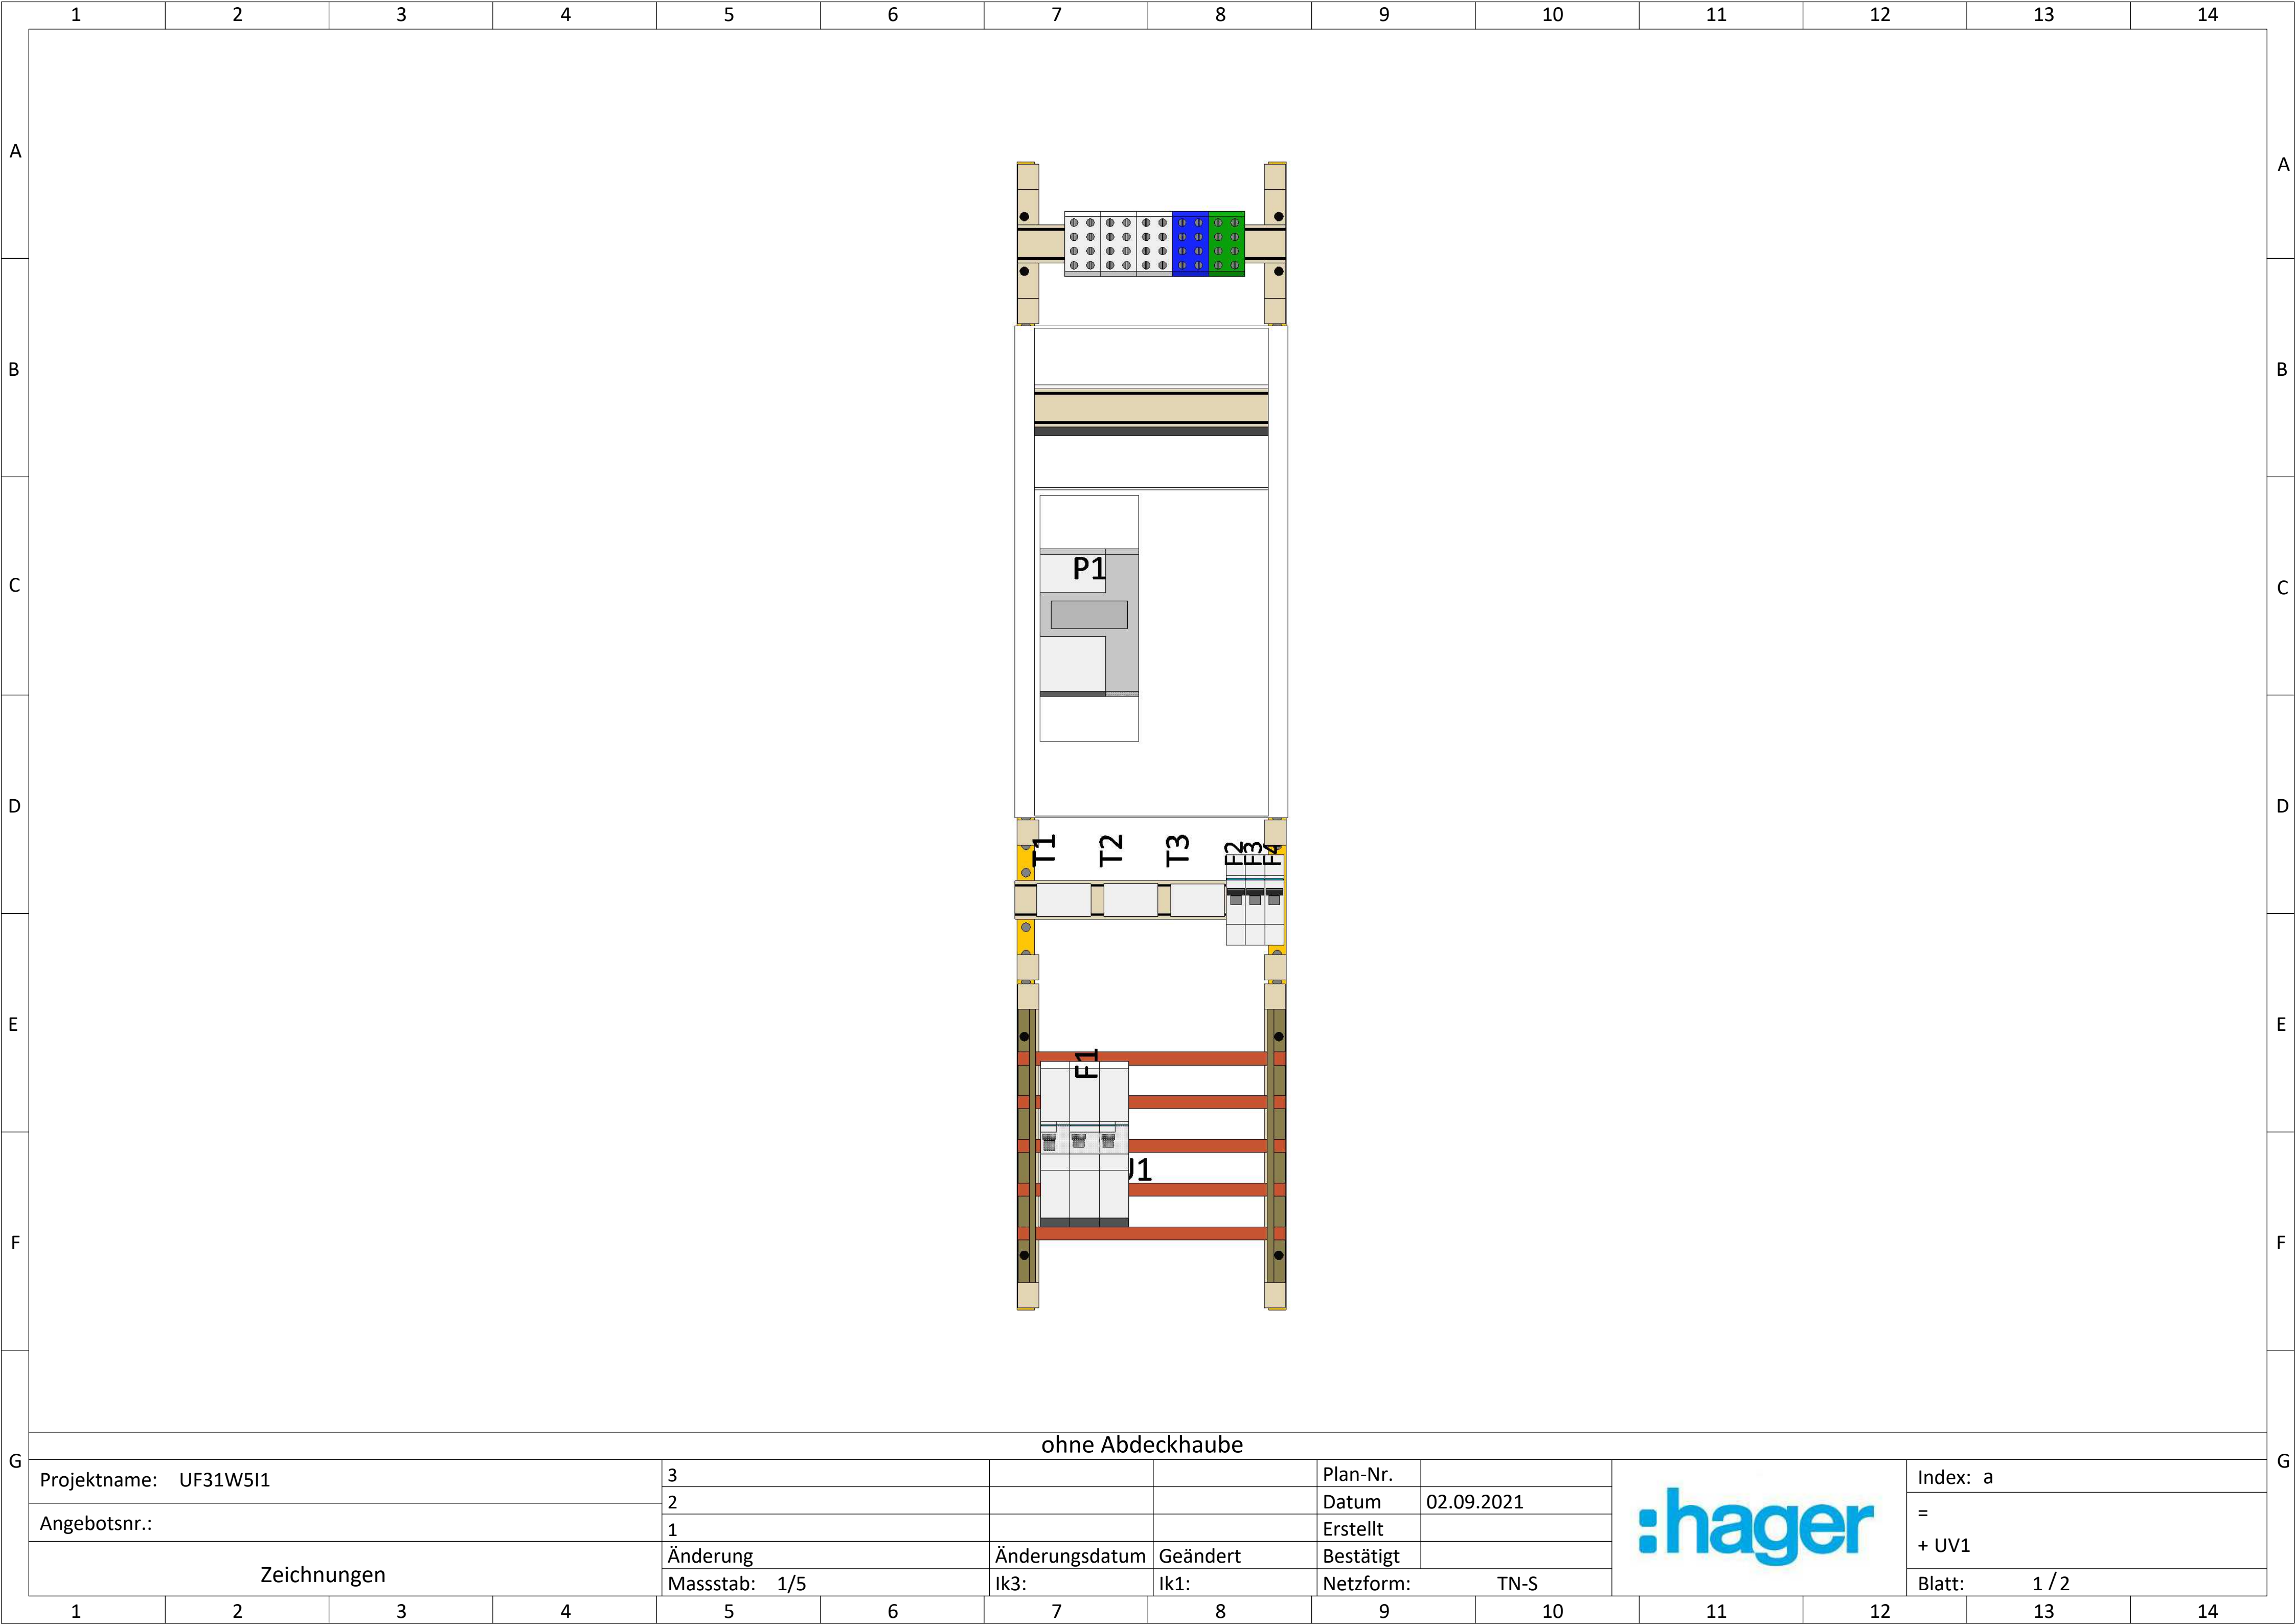 1 2 3 4 5 6 7 8 9 10 11 12 13 14
A A
B B
P1
C C
D D
T1 T2 T3 F2 F3 F4
E E
F1
F F
ohne Abdeckhaube
G G
Projektname: UF31W5I1
Angebotsnr.:
Zeichnungen
3
2
1
Änderung Änderungsdatum Geändert
Massstab: 1/5 Ik3: Ik1:
Plan-Nr.
Datum 02.09.2021
Erstellt
Bestätigt
Netzform: TN-S
:hager
Index: a
=
+ UV1
Blatt: 1 / 2
1 2 3 4 5 6 7 8 9 10 11 12 13 14